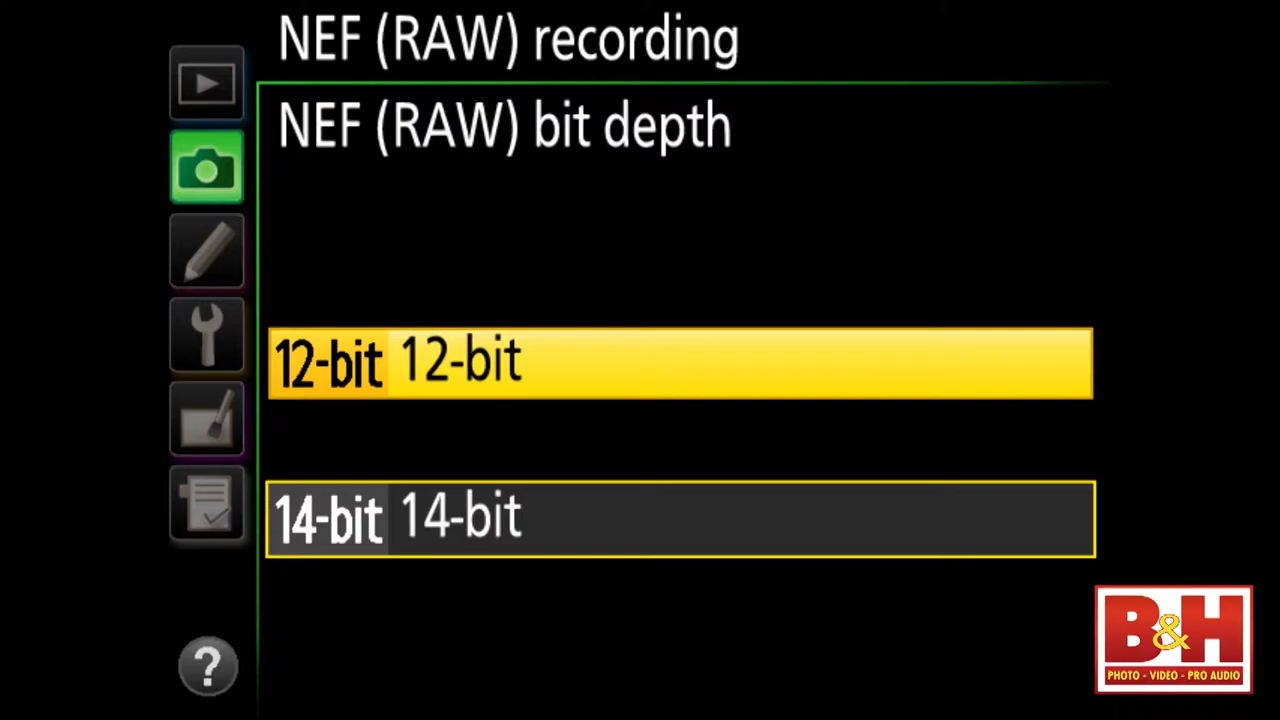 NEF (RAW) recording
NEF (RAW) bit depth
12-bit 12-bit
14-bit 14-bit
?
B&H
PHOTO - VIDEO - PRO AUDIO